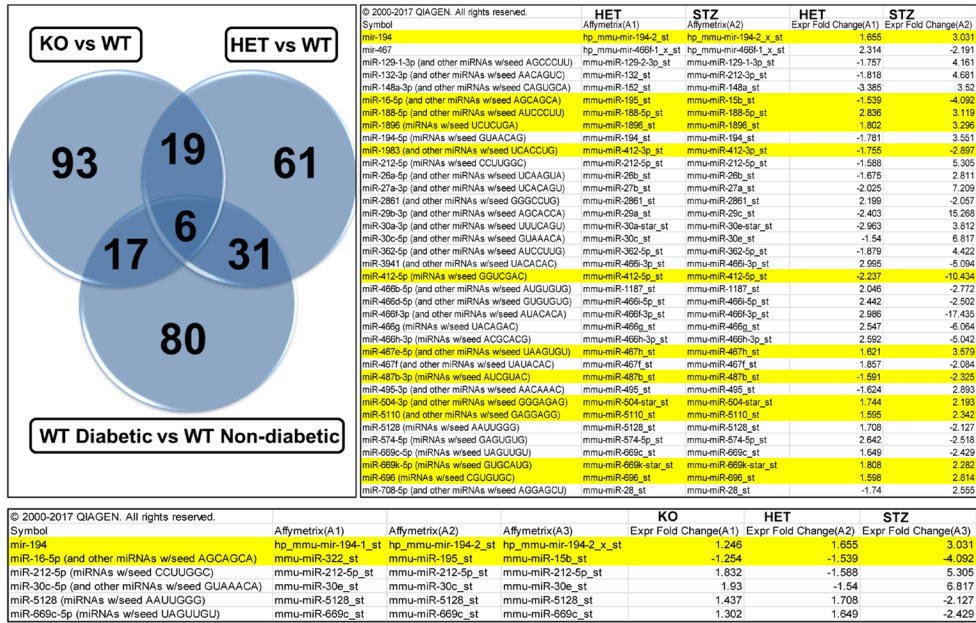 KO vs WT
HET vs WT
93
19
61
6
17
31
80
WT Diabetic vs WT Non-diabetic
© 2000-2017 QIAGEN. All rights reserved. HET STZ HET STZ
Symbol Affymetrix(A1) Affymetrix(A2) Expr Fold Change(A1) Expr Fold Change(A2)
mir-194 hp_mmu-mir-194-2_st hp_mmu-mir-194-2_x_st 1.655 3.031
mir-467 hp_mmu-mir-466f-1_x_st hp_mmu-mir-466f-1_x_st 2.314 -2.191
miR-129-1-3p (and other miRNAs w/seed AGCCCUU) mmu-miR-129-2-3p_st mmu-miR-129-1-3p_st -1.757 4.161
miR-132-3p (and other miRNAs w/seed AACAGUC) mmu-miR-132_st mmu-miR-212-3p_st -1.818 4.681
miR-148a-3p (and other miRNAs w/seed CAGUGCA) mmu-miR-152_st mmu-miR-148a_st -3.385 3.52
miR-16-5p (and other miRNAs w/seed AGCAGCA) mmu-miR-195_st mmu-miR-15b_st -1.539 -4.092
miR-188-5p (and other miRNAs w/seed AUCCCUU) mmu-miR-188-5p_st mmu-miR-188-5p_st 2.836 3.119
miR-1896 (miRNAs w/seed UCUCUGA) mmu-miR-1896_st mmu-miR-1896_st 1.802 3.296
miR-194-5p (miRNAs w/seed GUAACAG) mmu-miR-194_st mmu-miR-194_st -1.781 3.551
miR-1983 (and other miRNAs w/seed UCACCUG) mmu-miR-412-3p_st mmu-miR-412-3p_st -1.755 -2.897
miR-212-5p (miRNAs w/seed CCUUGGC) mmu-miR-212-5p_st mmu-miR-212-5p_st -1.588 5.305
miR-26a-5p (and other miRNAs w/seed UCAAGUA) mmu-miR-26b_st mmu-miR-26b_st -1.675 2.811
miR-27a-3p (and other miRNAs w/seed UCACAGU) mmu-miR-27b_st mmu-miR-27a_st -2.025 7.209
miR-2861 (and other miRNAs w/seed GGGCCUG) mmu-miR-2861_st mmu-miR-2861_st 2.199 -2.057
miR-29b-3p (and other miRNAs w/seed AGCACCA) mmu-miR-29a_st mmu-miR-29c_st -2.403 15.268
miR-30a-3p (and other miRNAs w/seed UUUCAGU) mmu-miR-30a-star_st mmu-miR-30e-star_st -2.963 3.812
miR-30c-5p (and other miRNAs w/seed GUAAACA) mmu-miR-30c_st mmu-miR-30e_st -1.54 6.817
miR-362-5p (and other miRNAs w/seed AUCCUUG) mmu-miR-362-5p_st mmu-miR-362-5p_st -1.879 4.422
miR-3941 (and other miRNAs w/seed UACACAC) mmu-miR-466i-3p_st mmu-miR-466i-3p_st 2.995 -5.094
miR-412-5p (miRNAs w/seed GGUCGAC) mmu-miR-412-5p_st mmu-miR-412-5p_st -2.237 -10.434
miR-466b-5p (and other miRNAs w/seed AUGUGUG) mmu-miR-1187_st mmu-miR-1187_st 2.046 -2.772
miR-466d-5p (and other miRNAs w/seed GUGUGUG) mmu-miR-466i-5p_st mmu-miR-466i-5p_st 2.442 -2.502
miR-466f-3p (and other miRNAs w/seed AUACACA) mmu-miR-466f-3p_st mmu-miR-466f-3p_st 2.986 -17.435
miR-466g (miRNAs w/seed UACAGAC) mmu-miR-466g_st mmu-miR-466g_st 2.547 -6.064
miR-466h-3p (miRNAs w/seed ACGCACG) mmu-miR-466h-3p_st mmu-miR-466h-3p_st 2.592 -5.042
miR-467e-5p (and other miRNAs w/seed UAAGUGU) mmu-miR-467h_st mmu-miR-467h_st 1.621 3.579
miR-467f (and other miRNAs w/seed UAUACAC) mmu-miR-467f_st mmu-miR-467f_st 1.857 -2.084
miR-487b-3p (miRNAs w/seed AUCGUAC) mmu-miR-487b_st mmu-miR-487b_st -1.591 -2.325
miR-495-3p (and other miRNAs w/seed AACAAAC) mmu-miR-495_st mmu-miR-495_st -1.624 2.893
miR-504-3p (and other miRNAs w/seed GGGAGAG) mmu-miR-504-star_st mmu-miR-504-star_st 1.744 2.193
miR-5110 (and other miRNAs w/seed GAGGAGG) mmu-miR-5110_st mmu-miR-5110_st 1.595 2.342
miR-5128 (miRNAs w/seed AAUUGGG) mmu-miR-5128_st mmu-miR-5128_st 1.708 -2.127
miR-574-5p (miRNAs w/seed GAGUGUG) mmu-miR-574-5p_st mmu-miR-574-5p_st 2.642 -2.518
miR-669c-5p (miRNAs w/seed UAGUUGU) mmu-miR-669c_st mmu-miR-669c_st 1.649 -2.429
miR-669k-5p (miRNAs w/seed GUGCAUG) mmu-miR-669k-star_st mmu-miR-669k-star_st 1.808 2.282
miR-696 (miRNAs w/seed CGUGUGC) mmu-miR-696_st mmu-miR-696_st 1.598 2.814
miR-708-5p (and other miRNAs w/seed AGGAGCU) mmu-miR-28_st mmu-miR-28_st -1.74 2.555
© 2000-2017 QIAGEN. All rights reserved. KO HET STZ
Symbol Affymetrix(A1) Affymetrix(A2) Affymetrix(A3) Expr Fold Change(A1) Expr Fold Change(A2) Expr Fold Change(A3)
mir-194 hp_mmu-mir-194-1_st hp_mmu-mir-194-2_st hp_mmu-mir-194-2_x_st 1.246 1.655 3.031
miR-16-5p (and other miRNAs w/seed AGCAGCA) mmu-miR-322_st mmu-miR-195_st mmu-miR-15b_st -1.254 -1.539 -4.092
miR-212-5p (miRNAs w/seed CCUUGGC) mmu-miR-212-5p_st mmu-miR-212-5p_st mmu-miR-212-5p_st 1.832 -1.588 5.305
miR-30c-5p (and other miRNAs w/seed GUAAACA) mmu-miR-30e_st mmu-miR-30c_st mmu-miR-30e_st 1.93 -1.54 6.817
miR-5128 (miRNAs w/seed AAUUGGG) mmu-miR-5128_st mmu-miR-5128_st mmu-miR-5128_st 1.437 1.708 -2.127
miR-669c-5p (miRNAs w/seed UAGUUGU) mmu-miR-669c_st mmu-miR-669c_st mmu-miR-669c_st 1.302 1.649 -2.429